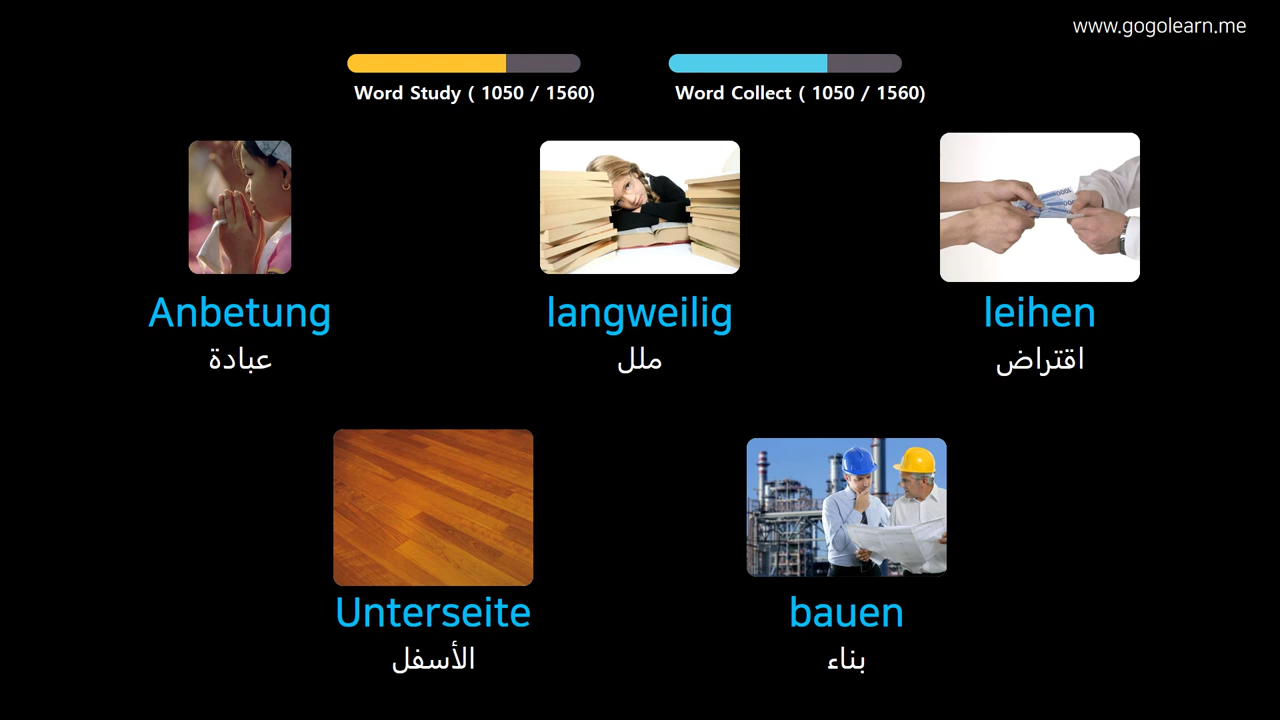 www.gogolearn.me
Word Study ( 1050 / 1560)
Word Collect ( 1050 / 1560)
Anbetung
عبادة
langweilig
ملل
leihen
اقتراض
Unterseite
الأسفل
bauen
بناء